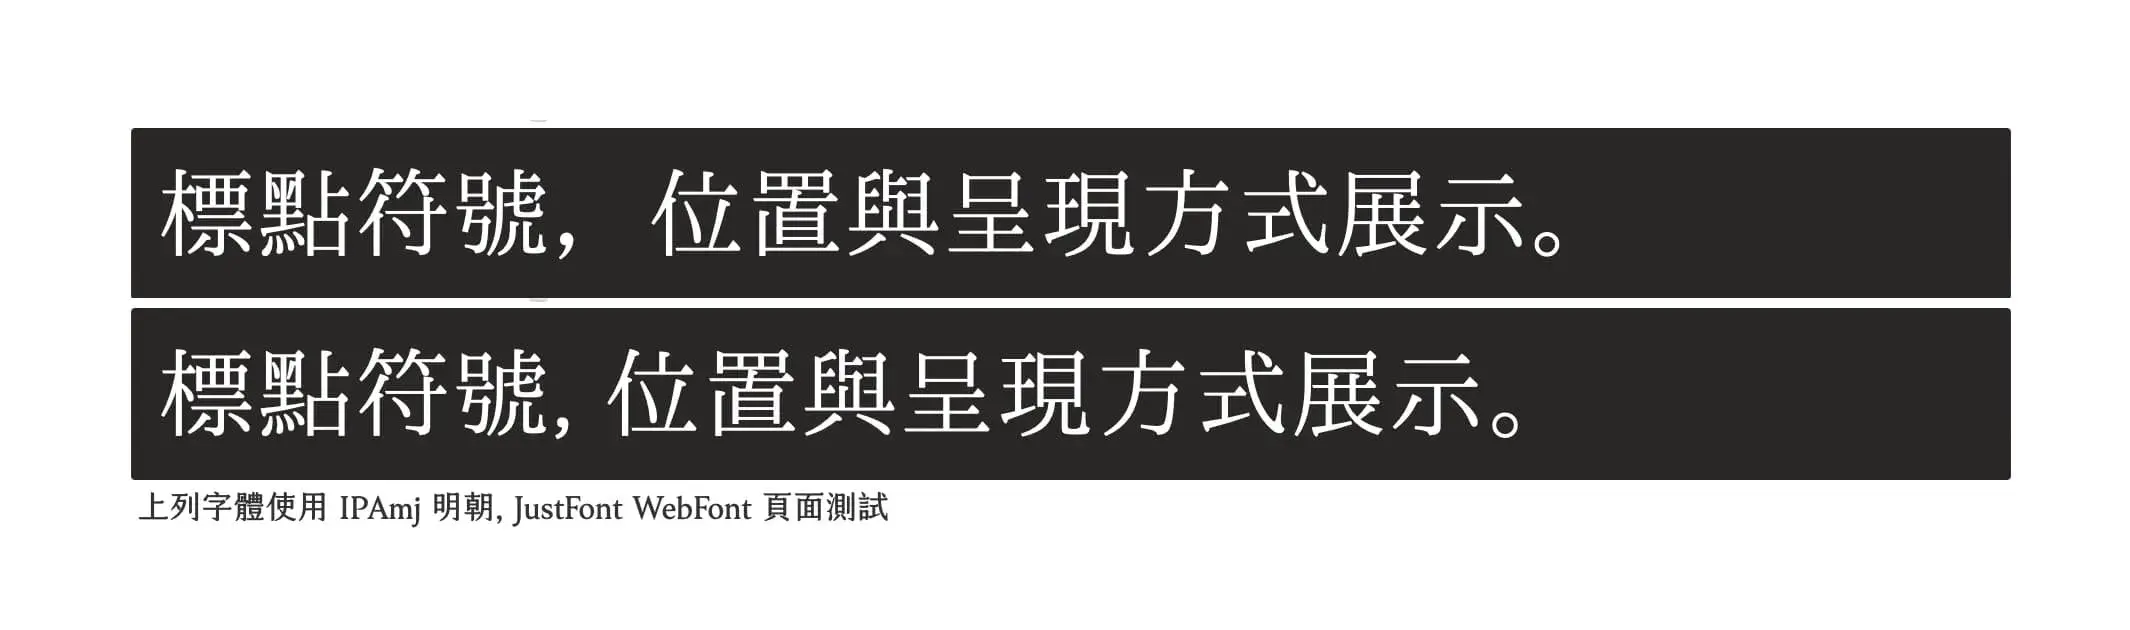 標點符號，位置與呈現方式展示。
標點符號, 位置與呈現方式展示。
上列字體使用 IPAmj 明朝, JustFont WebFont 頁面測試